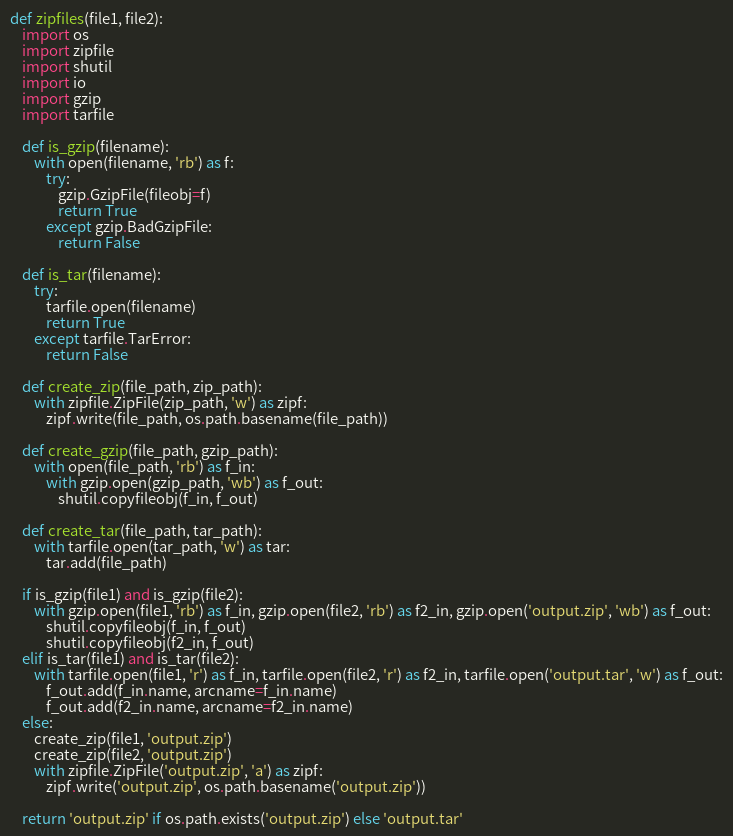 def zipfiles(file1, file2):
    import os
    import zipfile
    import shutil
    import io
    import gzip
    import tarfile

    def is_gzip(filename):
        with open(filename, 'rb') as f:
            try:
                gzip.GzipFile(fileobj=f)
                return True
            except gzip.BadGzipFile:
                return False

    def is_tar(filename):
        try:
            tarfile.open(filename)
            return True
        except tarfile.TarError:
            return False

    def create_zip(file_path, zip_path):
        with zipfile.ZipFile(zip_path, 'w') as zipf:
            zipf.write(file_path, os.path.basename(file_path))

    def create_gzip(file_path, gzip_path):
        with open(file_path, 'rb') as f_in:
            with gzip.open(gzip_path, 'wb') as f_out:
                shutil.copyfileobj(f_in, f_out)

    def create_tar(file_path, tar_path):
        with tarfile.open(tar_path, 'w') as tar:
            tar.add(file_path)

    if is_gzip(file1) and is_gzip(file2):
        with gzip.open(file1, 'rb') as f_in, gzip.open(file2, 'rb') as f2_in, gzip.open('output.zip', 'wb') as f_out:
            shutil.copyfileobj(f_in, f_out)
            shutil.copyfileobj(f2_in, f_out)
    elif is_tar(file1) and is_tar(file2):
        with tarfile.open(file1, 'r') as f_in, tarfile.open(file2, 'r') as f2_in, tarfile.open('output.tar', 'w') as f_out:
            f_out.add(f_in.name, arcname=f_in.name)
            f_out.add(f2_in.name, arcname=f2_in.name)
    else:
        create_zip(file1, 'output.zip')
        create_zip(file2, 'output.zip')
        with zipfile.ZipFile('output.zip', 'a') as zipf:
            zipf.write('output.zip', os.path.basename('output.zip'))

    return 'output.zip' if os.path.exists('output.zip') else 'output.tar'